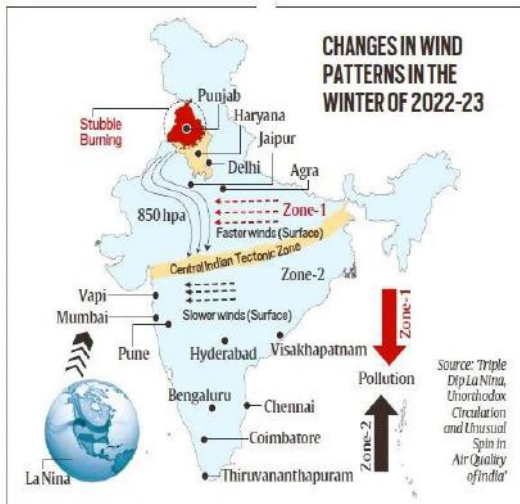 CHANGES IN WIND
PATTERNS IN THE
WINTER OF 2022-23
Punjab
Stubble
Burning
Haryana
Jaipur
Delhi
Agra
850 hpa
Zone-1
Faster winds (Surface)
Central Indian Tectonic Zone
Zone-2
Vapi
Slower winds (Surface)
Mumbai
Pune
Hyderabad
Visakhapatnam
Zone-1
Pollution
Zone-2
Bengaluru
Chennai
Coimbatore
La Nina
Thiruvananthapuram
Source: 'Triple
Dip La Nina,
Unorthodox
Circulation
and Unusual
Spin in
Air Quality
of India'